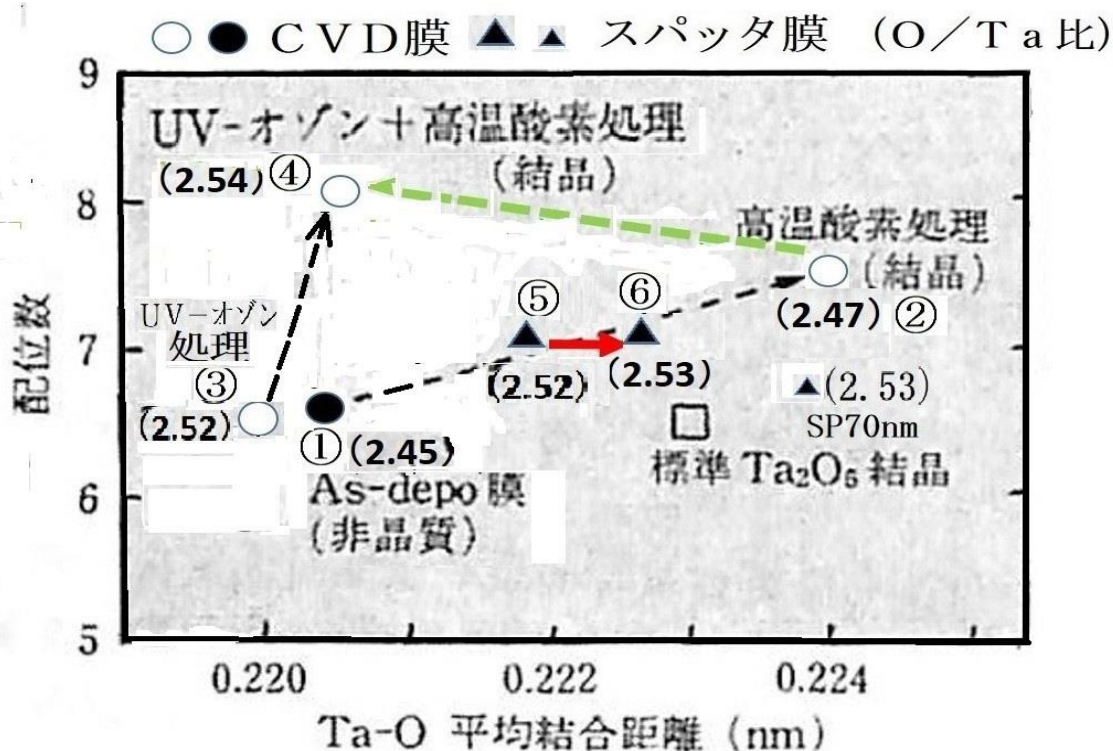 ○ ● CVD膜 ▲ ▲ スパッタ膜 (O/Ta比)
9
8
7
6
5
配位数
UV-オゾン+高温酸素処理
(結晶)
(2.54) ④
高温酸素処理
(結晶)
(2.47) ②
UV-オゾン
処理
③
(2.52)
① (2.45)
As-depo膜
(非晶質)
⑤
(2.52)
⑥
(2.53)
▲(2.53)
SP70nm
□
標準 Ta₂O₅ 結晶
0.220 0.222 0.224
Ta-O 平均結合距離 (nm)